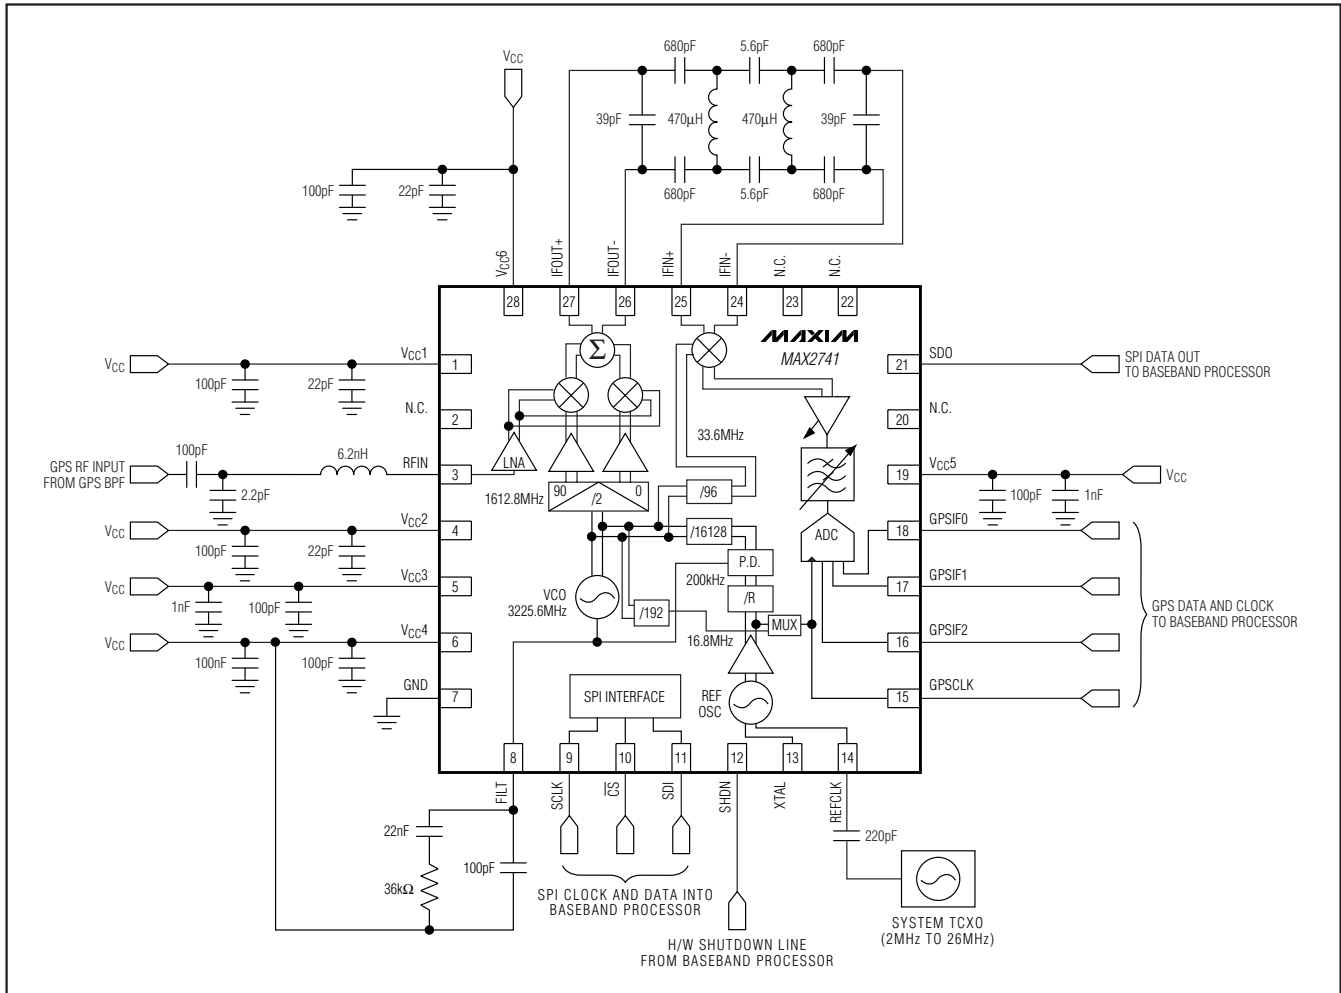 680pF 5.6pF 680pF
VCC
39pF 470μH 470μH 39pF
100pF 22pF
680pF 5.6pF 680pF
VCC6 IFOUT+ IFOUT- IFIN+ IFIN- N.C. N.C.
28 27 26 25 24 23 22
MAXIM
MAX2741
Σ
VCC VCC1 1
100pF 22pF
21 SDO
SPI DATA OUT
TO BASEBAND PROCESSOR
N.C. 2
20 N.C.
33.6MHz
100pF 6.2nH
GPS RF INPUT
FROM GPS BPF
RFIN 3
LNA
2.2pF
1612.8MHz
90 /2 0
/96
19 VCC5 VCC
100pF 1nF
VCC VCC2 4
100pF 22pF
/16128
ADC
18 GPSIF0
P.D.
200kHz
VCC VCC3 5
1nF 100pF
VCO
3225.6MHz
/R
17 GPSIF1
/192
MUX
GPS DATA AND CLOCK
TO BASEBAND PROCESSOR
VCC VCC4 6
100nF 100pF
16.8MHz
16 GPSIF2
GND 7
SPI INTERFACE
REF
OSC
15 GPSCLK
8 9 10 11 12 13 14
FILT SCLK CS SDI SHDN XTAL REFCLK
22nF
36kΩ
100pF
220pF
SPI CLOCK AND DATA INTO
BASEBAND PROCESSOR
SYSTEM TCXO
(2MHz TO 26MHz)
H/W SHUTDOWN LINE
FROM BASEBAND PROCESSOR